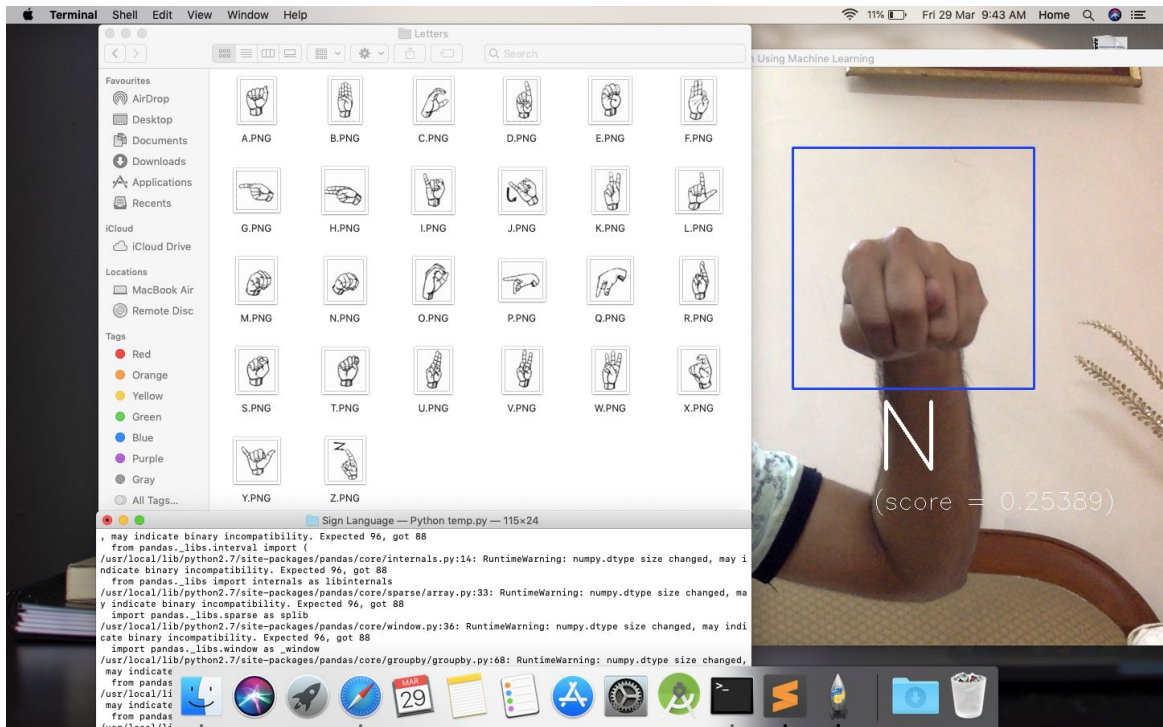 Terminal Shell Edit View Window Help
11% Fri 29 Mar 9:43 AM Home
Letters
Search
Favourites
AirDrop
Desktop
Documents
Downloads
Applications
Recents
iCloud
iCloud Drive
Locations
MacBook Air
Remote Disc
Tags
Red
Orange
Yellow
Green
Blue
Purple
Gray
All Tags...
A.PNG B.PNG C.PNG D.PNG E.PNG F.PNG
G.PNG H.PNG I.PNG J.PNG K.PNG L.PNG
M.PNG N.PNG O.PNG P.PNG Q.PNG R.PNG
S.PNG T.PNG U.PNG V.PNG W.PNG X.PNG
Z
Y.PNG Z.PNG
Using Machine Learning
N
(score = 0.25389)
Sign Language — Python temp.py — 115×24
, may indicate binary incompatibility. Expected 96, got 88
from pandas._libs.interval import (
/usr/local/lib/python2.7/site-packages/pandas/core/internals.py:14: RuntimeWarning: numpy.dtype size changed, may i
ndicate binary incompatibility. Expected 96, got 88
from pandas._libs import internals as libinternals
/usr/local/lib/python2.7/site-packages/pandas/core/sparse/array.py:33: RuntimeWarning: numpy.dtype size changed, ma
y indicate binary incompatibility. Expected 96, got 88
import pandas._libs.sparse as splib
/usr/local/lib/python2.7/site-packages/pandas/core/window.py:36: RuntimeWarning: numpy.dtype size changed, may indi
cate binary incompatibility. Expected 96, got 88
import pandas._libs.window as _window
/usr/local/lib/python2.7/site-packages/pandas/core/groupby/groupby.py:68: RuntimeWarning: numpy.dtype size changed,
may indicate
from pandas
/usr/local/li
may indicate
from pandas
MAR
29